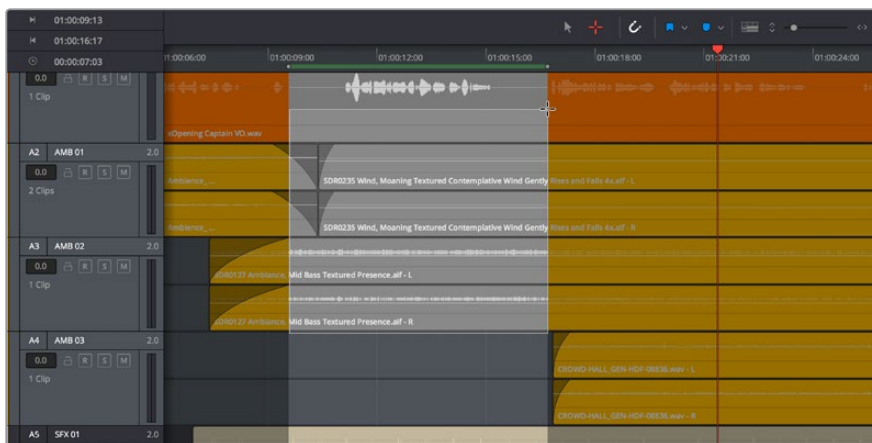 01:00:09:13
01:00:16:17
00:00:07:03
01:00:06:00 01:00:09:00 01:00:12:00 01:00:15:00 01:00:18:00 01:00:21:00 01:00:24:00
0.0 R S M
1 Clip
xOpening Captain VO.wav
A2 AMB 01 2.0
0.0 R S M
2 Clips
Ambience_ ...
SDR0235 Wind, Moaning Textured Contemplative Wind Gently Rises and Falls 4x.aif - L
Ambience_ ...
SDR0235 Wind, Moaning Textured Contemplative Wind Gently Rises and Falls 4x.aif - R
A3 AMB 02 2.0
0.0 R S M
1 Clip
SDR0127 Ambiance, Mid Bass Textured Presence.aif - L
SDR0127 Ambiance, Mid Bass Textured Presence.aif - R
A4 AMB 03 2.0
0.0 R S M
1 Clip
CROWD-HALL_GEN-HDF-00836.wav - L
CROWD-HALL_GEN-HDF-00836.wav - R
A5 SFX 01 2.0